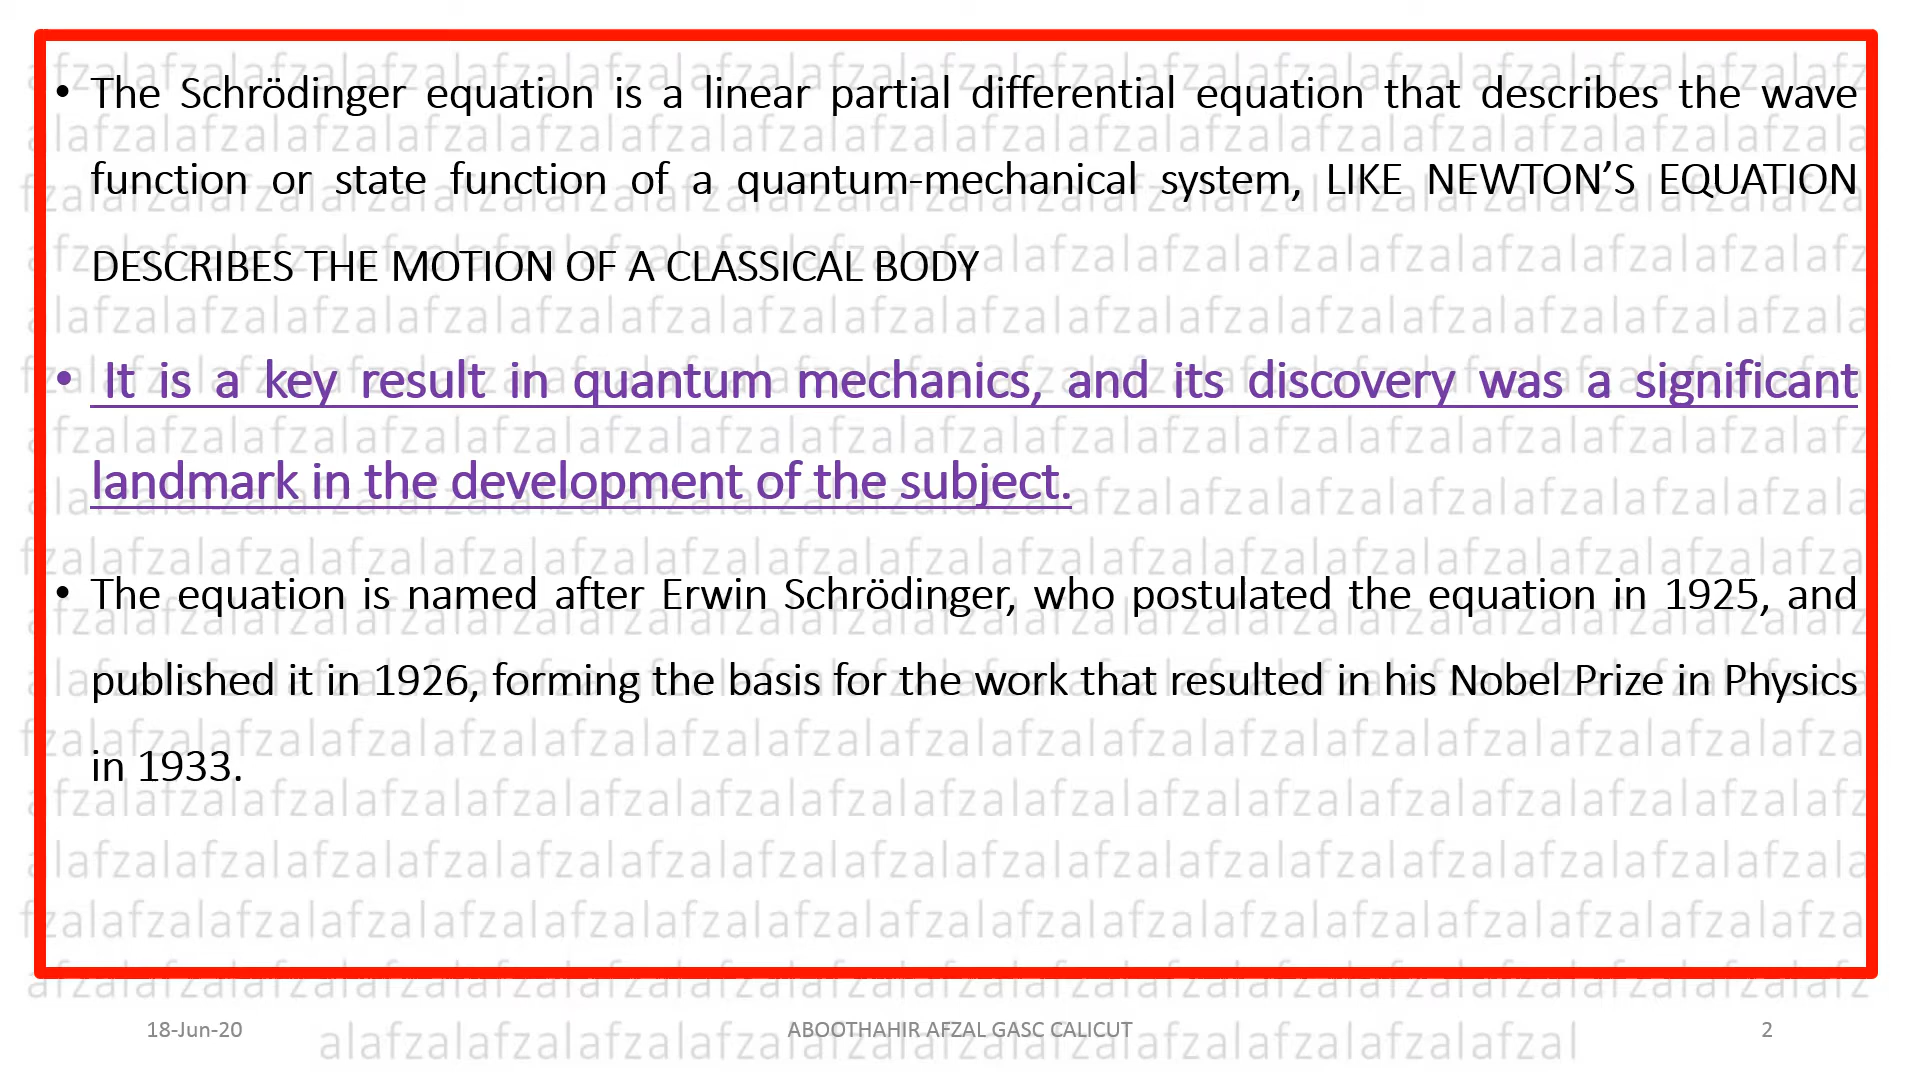 • The Schrödinger equation is a linear partial differential equation that describes the wave
function or state function of a quantum-mechanical system, LIKE NEWTON’S EQUATION
DESCRIBES THE MOTION OF A CLASSICAL BODY
• It is a key result in quantum mechanics, and its discovery was a significant
landmark in the development of the subject.
• The equation is named after Erwin Schrödinger, who postulated the equation in 1925, and
published it in 1926, forming the basis for the work that resulted in his Nobel Prize in Physics
in 1933.
18-Jun-20
ABOOTHAHIR AFZAL GASC CALICUT
2